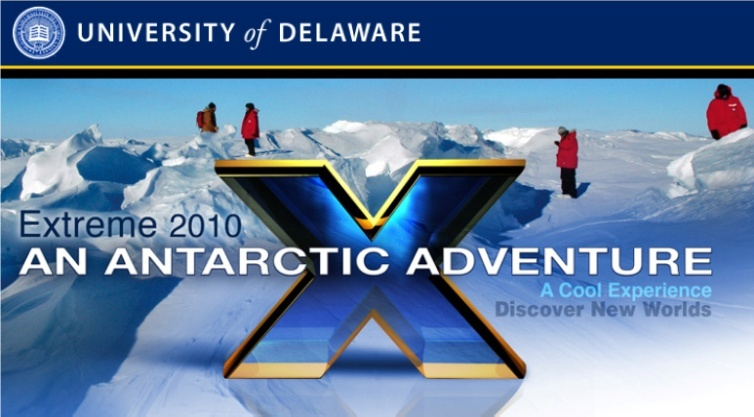 UNIVERSITY of DELAWARE
X
Extreme 2010
AN ANTARCTIC ADVENTURE
A Cool Experience
Discover New Worlds